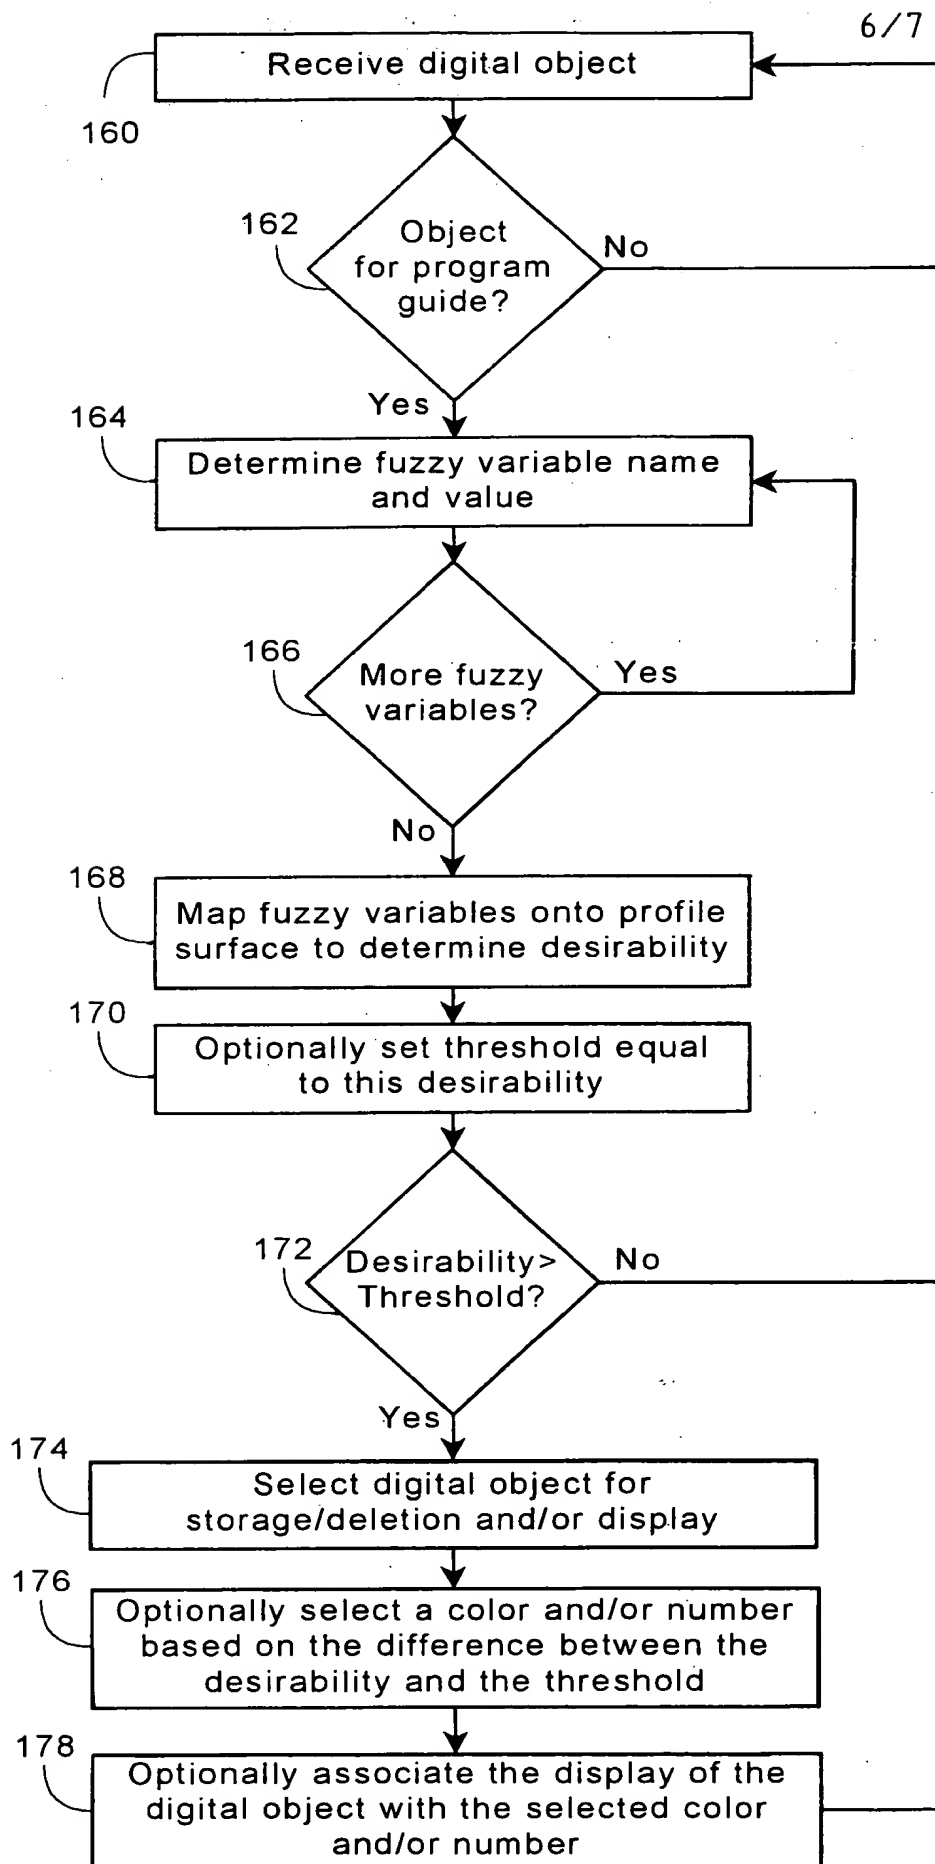 6/7
Receive digital object
160
162
Object
for program
guide?
No
Yes
164
Determine fuzzy variable name
and value
166
More fuzzy
variables?
Yes
No
168
Map fuzzy variables onto profile
surface to determine desirability
170
Optionally set threshold equal
to this desirability
172
Desirability>
Threshold?
No
Yes
174
Select digital object for
storage/deletion and/or display
176
Optionally select a color and/or number
based on the difference between the
desirability and the threshold
178
Optionally associate the display of the
digital object with the selected color
and/or number